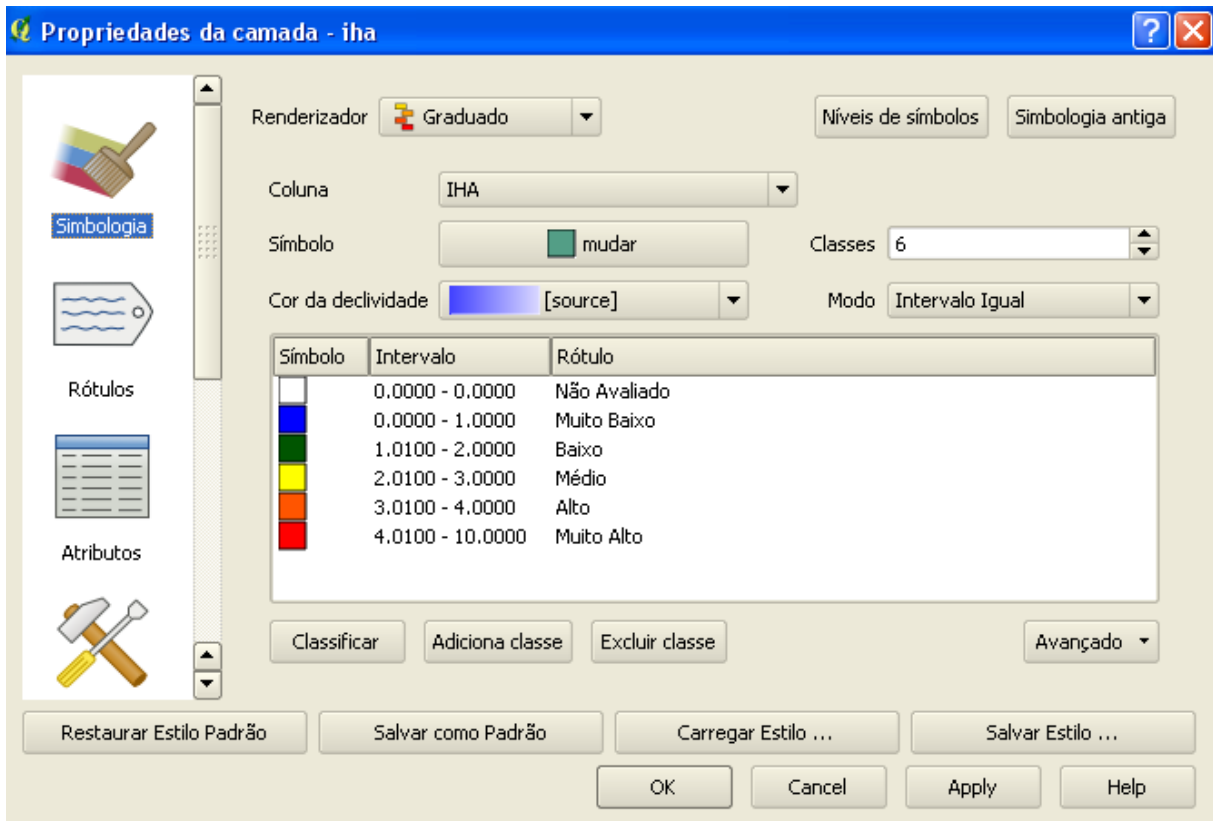 Propriedades da camada - iha
Simbologia
Rótulos
Atributos
Renderizador Graduado Níveis de símbolos Simbologia antiga
Coluna IHA
Símbolo mudar Classes 6
Cor da declividade [source] Modo Intervalo Igual
Símbolo Intervalo Rótulo
0.0000 - 0.0000 Não Avaliado
0.0000 - 1.0000 Muito Baixo
1.0100 - 2.0000 Baixo
2.0100 - 3.0000 Médio
3.0100 - 4.0000 Alto
4.0100 - 10.0000 Muito Alto
Classificar Adiciona classe Excluir classe Avançado
Restaurar Estilo Padrão Salvar como Padrão Carregar Estilo ... Salvar Estilo ...
OK Cancel Apply Help